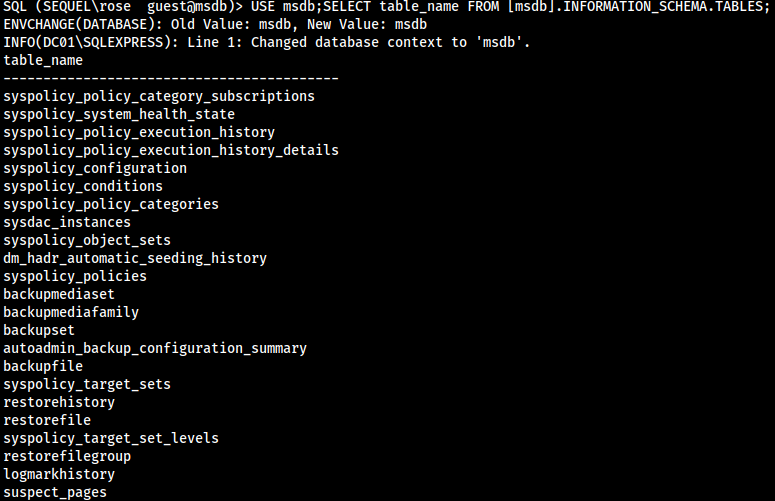 SQL (SEQUEL\rose  guest@msdb)> USE msdb;SELECT table_name FROM [msdb].INFORMATION_SCHEMA.TABLES;
ENVCHANGE(DATABASE): Old Value: msdb, New Value: msdb
INFO(DC01\SQLEXPRESS): Line 1: Changed database context to 'msdb'.
table_name
------------------------------------------
syspolicy_policy_category_subscriptions
syspolicy_system_health_state
syspolicy_policy_execution_history
syspolicy_policy_execution_history_details
syspolicy_configuration
syspolicy_conditions
syspolicy_policy_categories
sysdac_instances
syspolicy_object_sets
dm_hadr_automatic_seeding_history
syspolicy_policies
backupmediaset
backupmediafamily
backupset
autoadmin_backup_configuration_summary
backupfile
syspolicy_target_sets
restorehistory
restorefile
syspolicy_target_set_levels
restorefilegroup
logmarkhistory
suspect_pages